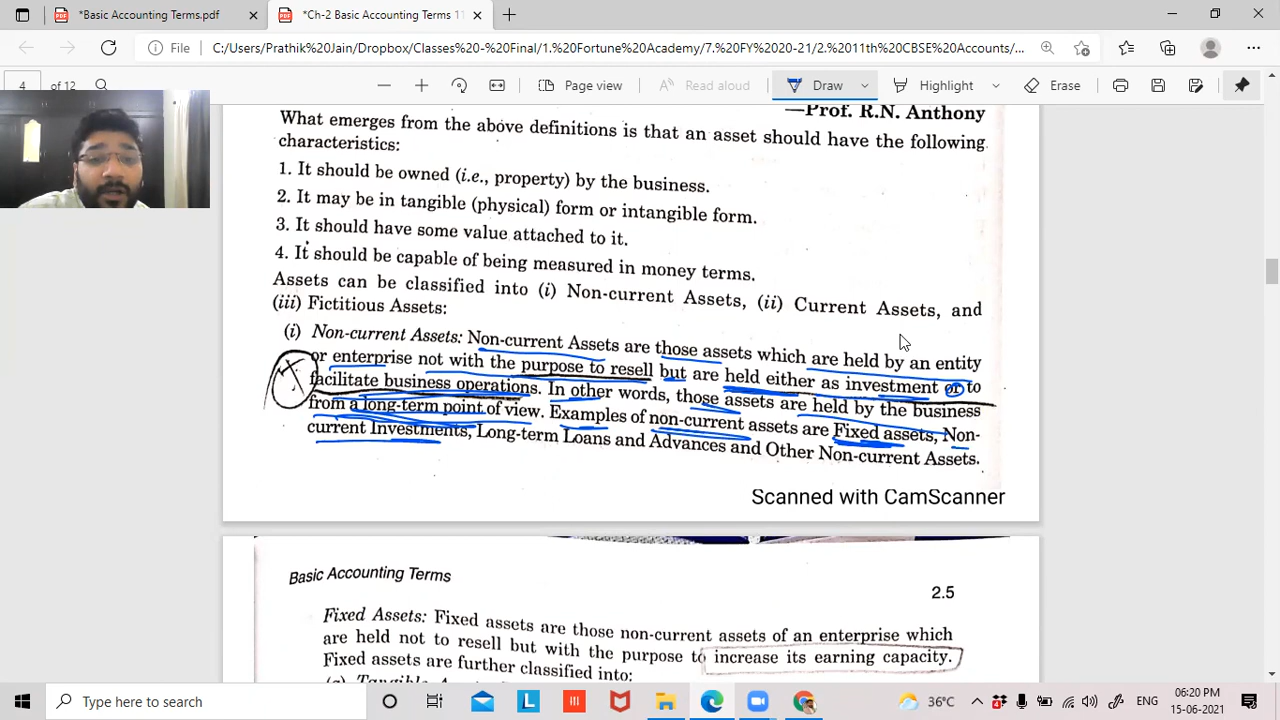 *Basic Accounting Terms.pdf
*Ch-2 Basic Accounting Terms 11
File
C:/Users/Prathik%20Jain/Dropbox/Classes%20-%20Final/1.%20Fortune%20Academy/7.%20FY%2020-21/2.%2011th%20CBSE%20Accounts/...
4 of 12
Page view
Read aloud
Draw
Highlight
Erase
—Prof. R.N. Anthony
What emerges from the above definitions is that an asset should have the following
characteristics:
1. It should be owned (i.e., property) by the business.
2. It may be in tangible (physical) form or intangible form.
3. It should have some value attached to it.
4. It should be capable of being measured in money terms.
Assets can be classified into (i) Non-current Assets, (ii) Current Assets, and
(iii) Fictitious Assets:
(i) Non-current Assets: Non-current Assets are those assets which are held by an entity
or enterprise not with the purpose to resell but are held either as investment or to
facilitate business operations. In other words, those assets are held by the business
from a long-term point of view. Examples of non-current assets are Fixed assets, Non-
current Investments, Long-term Loans and Advances and Other Non-current Assets.
Scanned with CamScanner
Basic Accounting Terms
2.5
Fixed Assets: Fixed assets are those non-current assets of an enterprise which
are held not to resell but with the purpose to increase its earning capacity.
Fixed assets are further classified into:
Type here to search
L
36°C
ENG
06:20 PM
15-06-2021